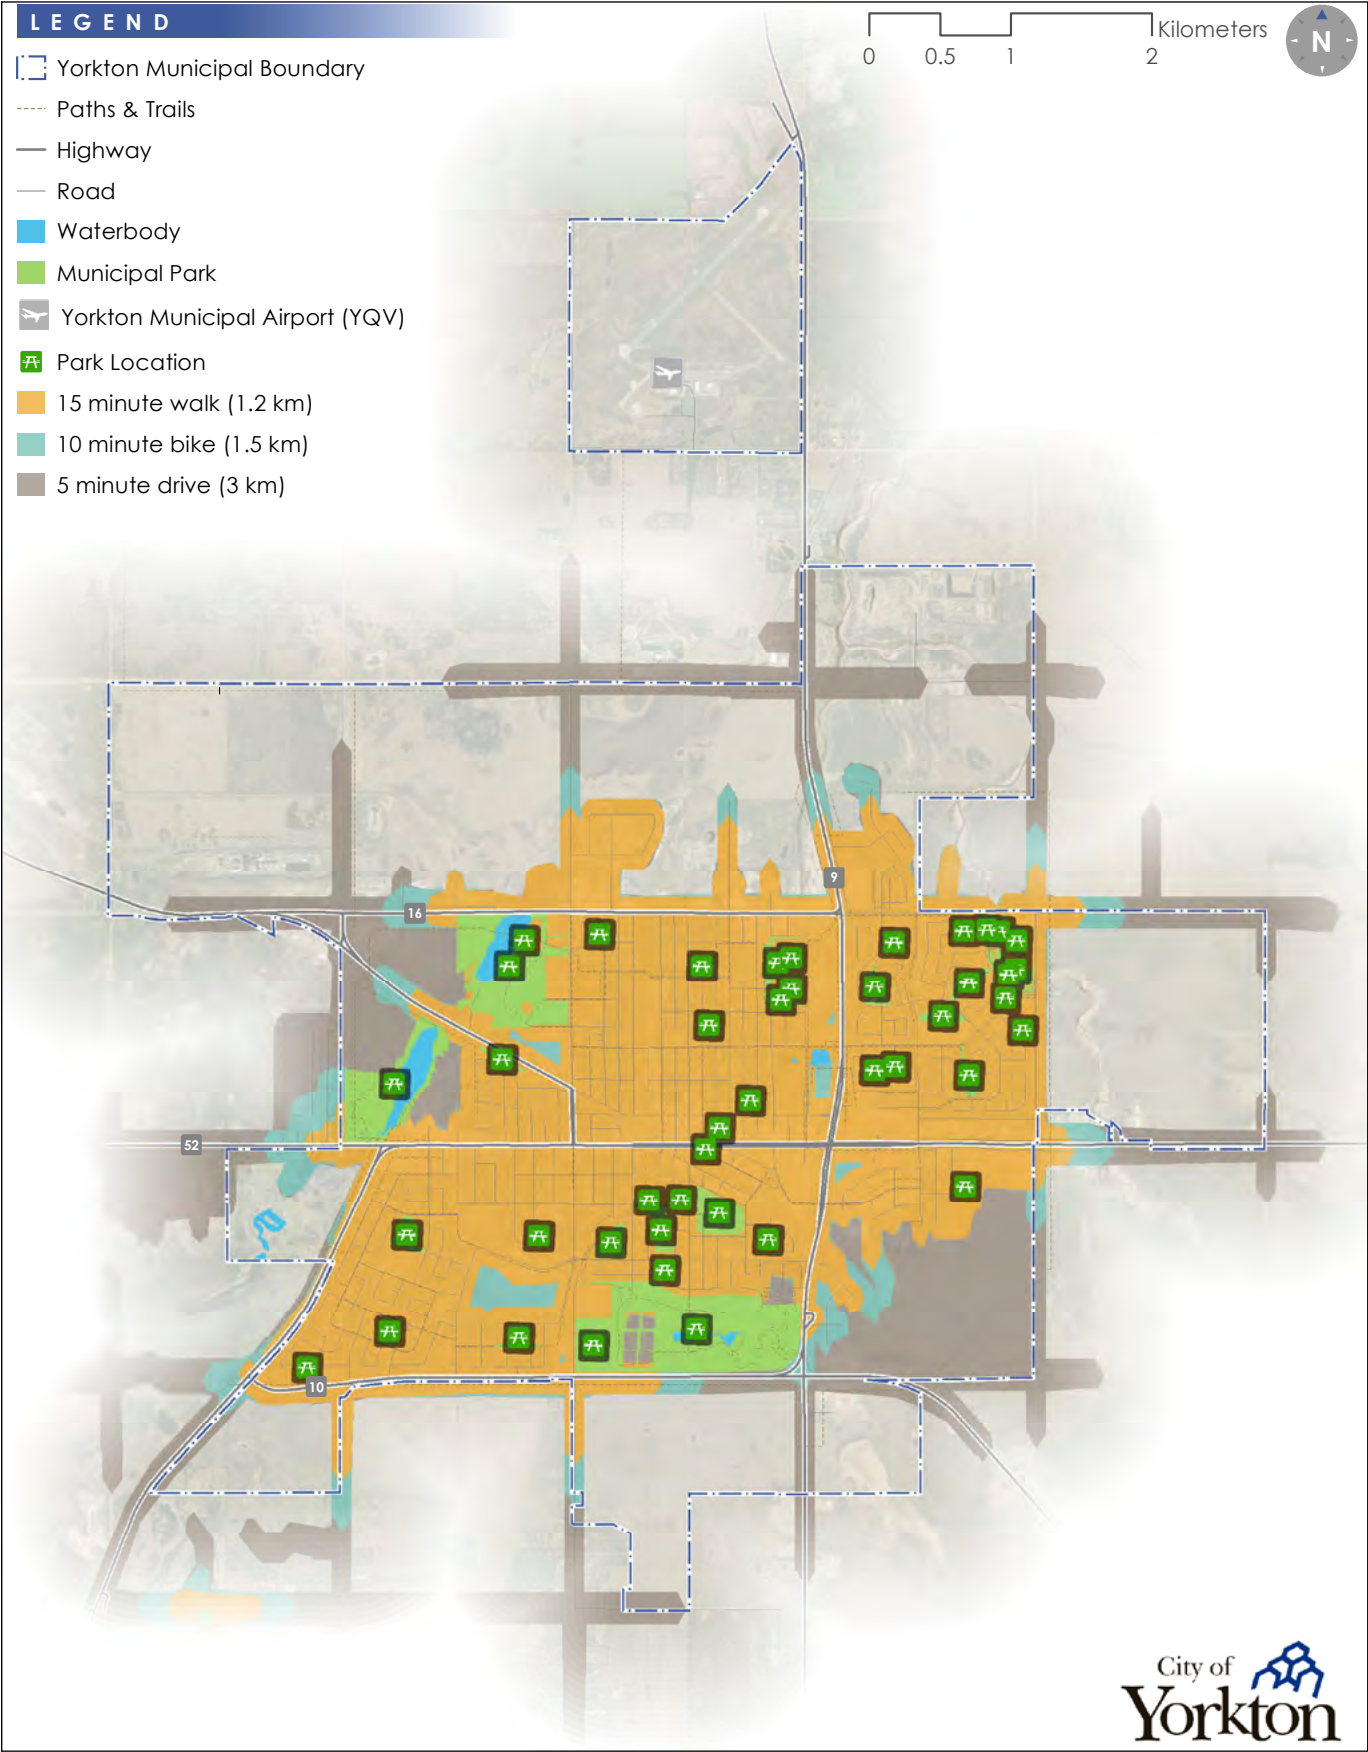 LEGEND
Yorkton Municipal Boundary
Paths & Trails
Highway
Road
Waterbody
Municipal Park
Yorkton Municipal Airport (YQV)
Park Location
15 minute walk (1.2 km)
10 minute bike (1.5 km)
5 minute drive (3 km)
Kilometers
0 0.5 1 2
N
9
16
52
10
City of
Yorkton